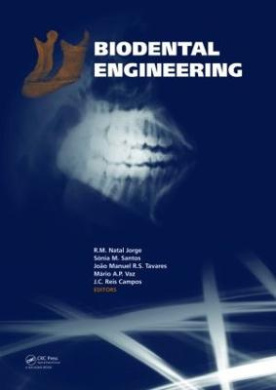 BIODENTAL
ENGINEERING
R.M. Natal Jorge
Sónia M. Santos
João Manuel R.S. Tavares
Mário A.P. Vaz
J.C. Reis Campos
EDITORS
CRC Press